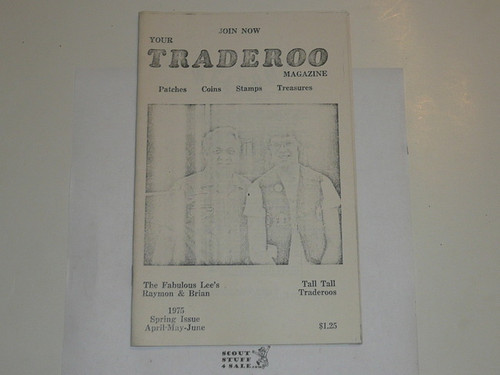 JOIN NOW
YOUR
TRADEROO
MAGAZINE
Patches Coins Stamps Treasures
The Fabulous Lee's Tall Tall
Raymon & Brian Traderoos
1975
Spring Issue
April-May-June $1.25
SCOUT
STUFF
4 SALE...